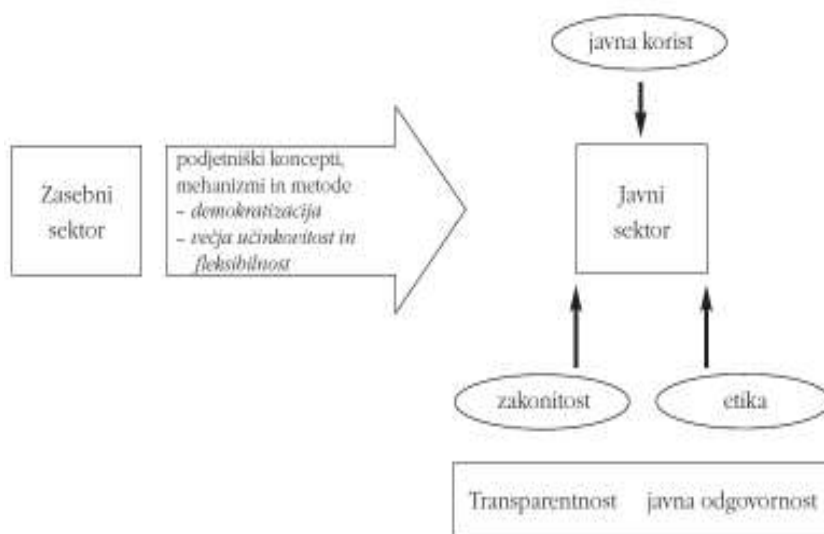 javna korist
Zasebni
sektor
podjetniški koncepti,
mehanizmi in metode
– demokratizacija
– večja učinkovitost in
fleksibilnost
Javni
sektor
zakonitost
etika
Transparentnost javna odgovornost